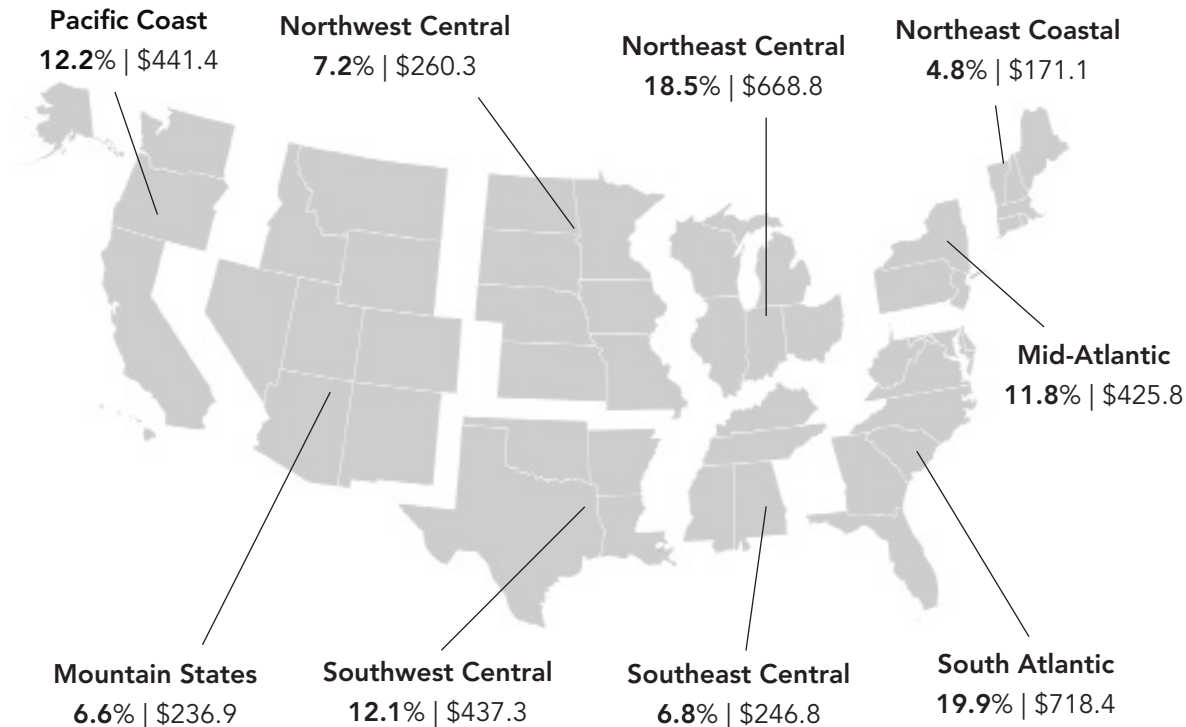 Pacific Coast
12.2% | $441.4
Northwest Central
7.2% | $260.3
Northeast Central
18.5% | $668.8
Northeast Coastal
4.8% | $171.1
Mid-Atlantic
11.8% | $425.8
Mountain States
6.6% | $236.9
Southwest Central
12.1% | $437.3
Southeast Central
6.8% | $246.8
South Atlantic
19.9% | $718.4